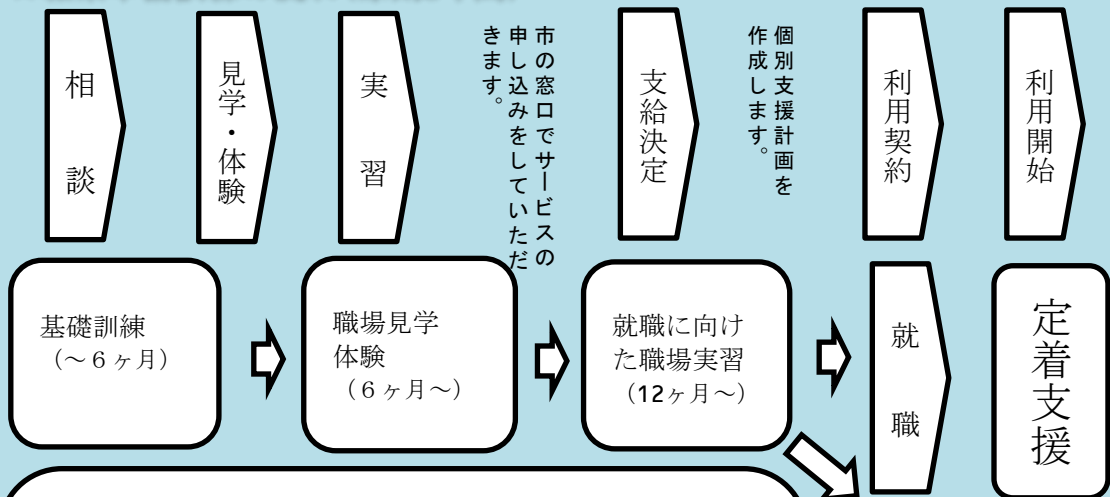 相談
見学・体験
実習
市の窓口でサービスの
申し込みをしていただ
きます。
支給決定
個別支援計画を
作成します。
利用契約
利用開始
基礎訓練
(～６ヶ月)
職場見学
体験
(６ヶ月～)
就職に向け
た職場実習
(12ヶ月～)
就職
定着支援